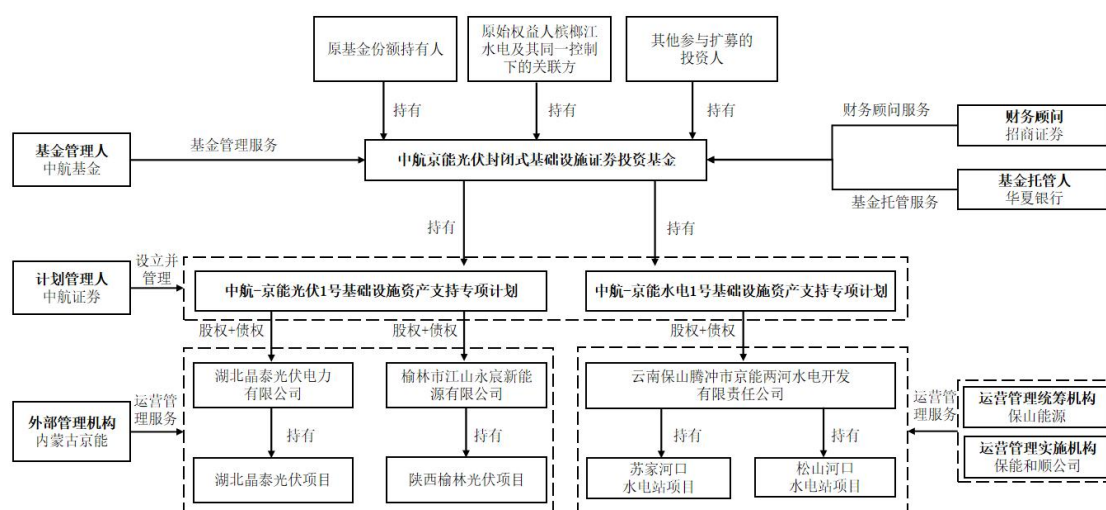 原基金份额持有人
原始权益人槟榔江
水电及其同一控制
下的关联方
其他参与扩募的
投资人
持有
持有
持有
财务顾问服务
财务顾问
招商证券
基金管理人
中航基金
基金管理服务
中航京能光伏封闭式基础设施证券投资基金
基金托管人
华夏银行
基金托管服务
持有
持有
计划管理人
中航证券
设立并
管理
中航-京能光伏1号基础设施资产支持专项计划
中航-京能水电1号基础设施资产支持专项计划
股权+债权
股权+债权
股权+债权
湖北晶泰光伏电力
有限公司
榆林市江山永宸新能
源有限公司
云南保山腾冲市京能两河水电开发
有限责任公司
外部管理机构
内蒙古京能
运营管
理服务
运营管
理服务
运营管理统筹机构
保山能源
运营管理实施机构
保能和顺公司
持有
持有
持有
持有
湖北晶泰光伏项目
陕西榆林光伏项目
苏家河口
水电站项目
松山河口
水电站项目